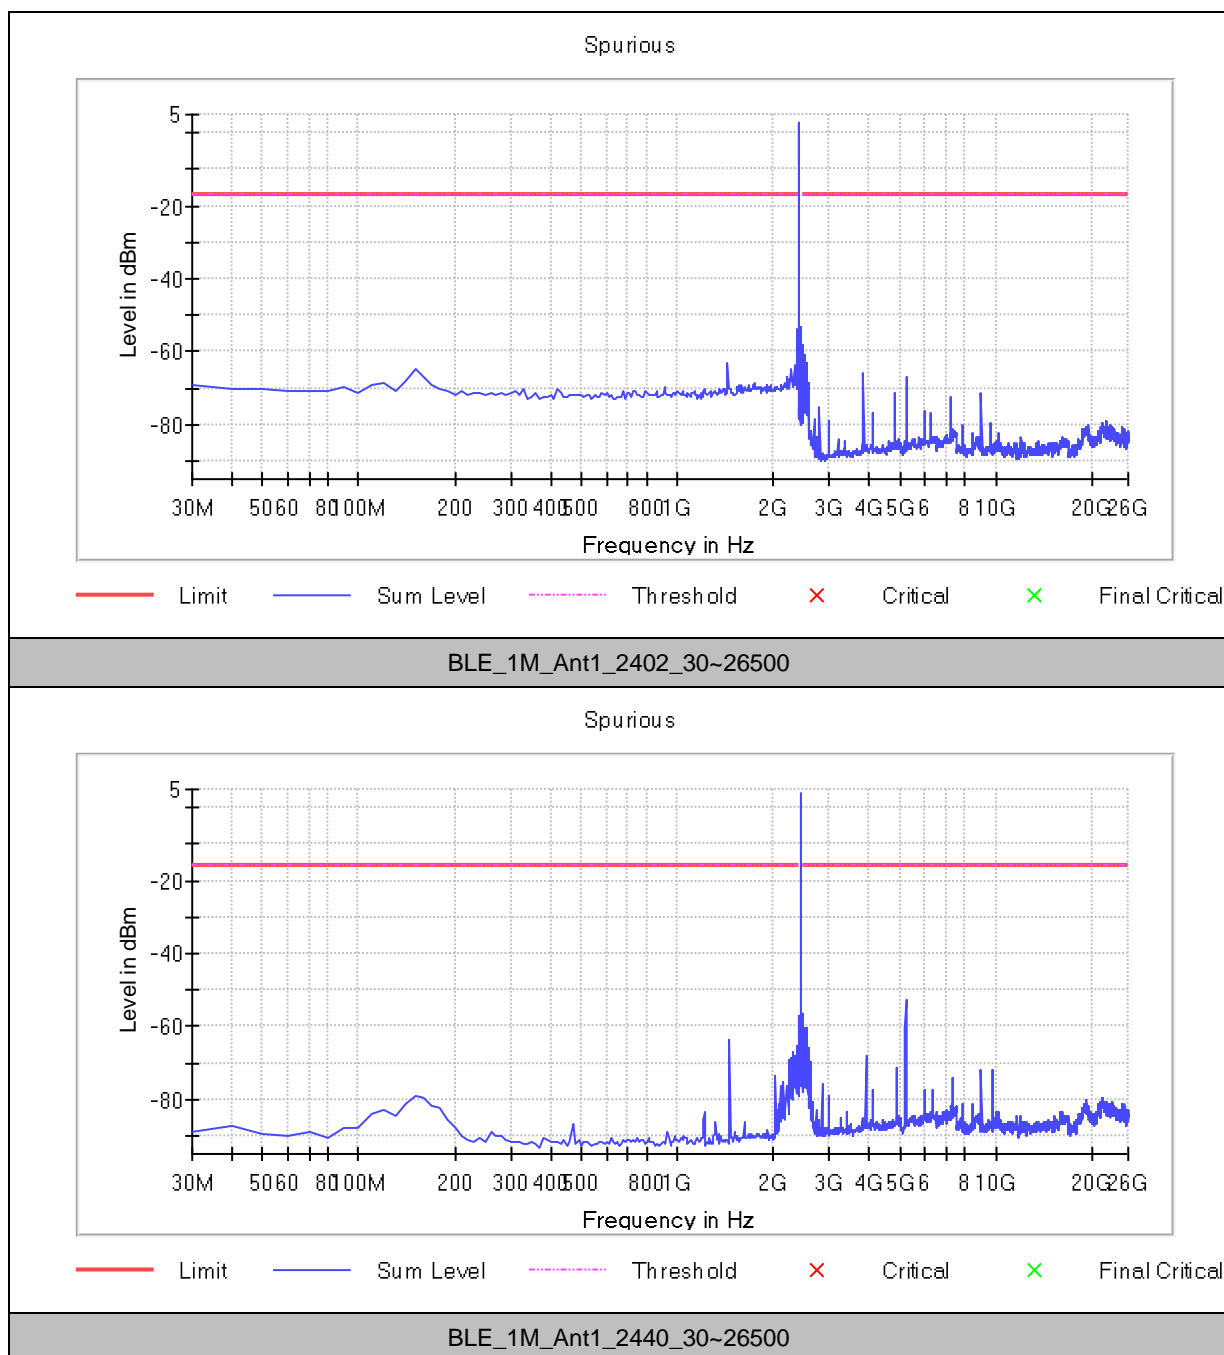 Spurious
5
-20
-40
-60
-80
Level in dBm
30M 50 60 80 100M 200 300 400 500 800 1G 2G 3G 4G 5G 6 8 10G 20G 26G
Frequency in Hz
Limit Sum Level Threshold Critical Final Critical
BLE_1M_Ant1_2402_30~26500
Spurious
5
-20
-40
-60
-80
Level in dBm
30M 50 60 80 100M 200 300 400 500 800 1G 2G 3G 4G 5G 6 8 10G 20G 26G
Frequency in Hz
Limit Sum Level Threshold Critical Final Critical
BLE_1M_Ant1_2440_30~26500